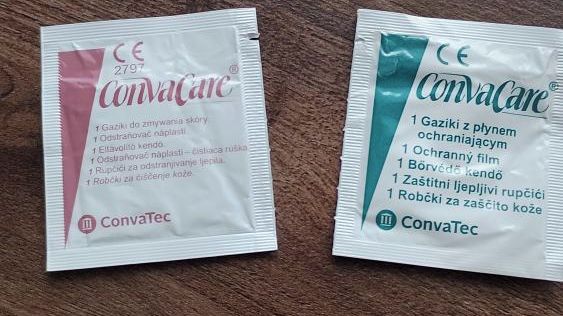 CE
2797
ConvaCare®
1 Gaziki do zmywania skóry.
1 Odstraňovač náplastí.
1 Eltávolító kendő.
1 Odstraňovač náplastí – čistiaca rúška
1 Rupčići za odstranjivanje ljepila.
1 Robčki za čiščenje kože.
ConvaTec
CE
ConvaCare®
1 Gaziki z płynem
ochraniającym
1 Ochranný film
1 Bőrvédő kendő
1 Zaštitni ljepljivi rupčići
1 Robčki za zaščito kože
ConvaTec